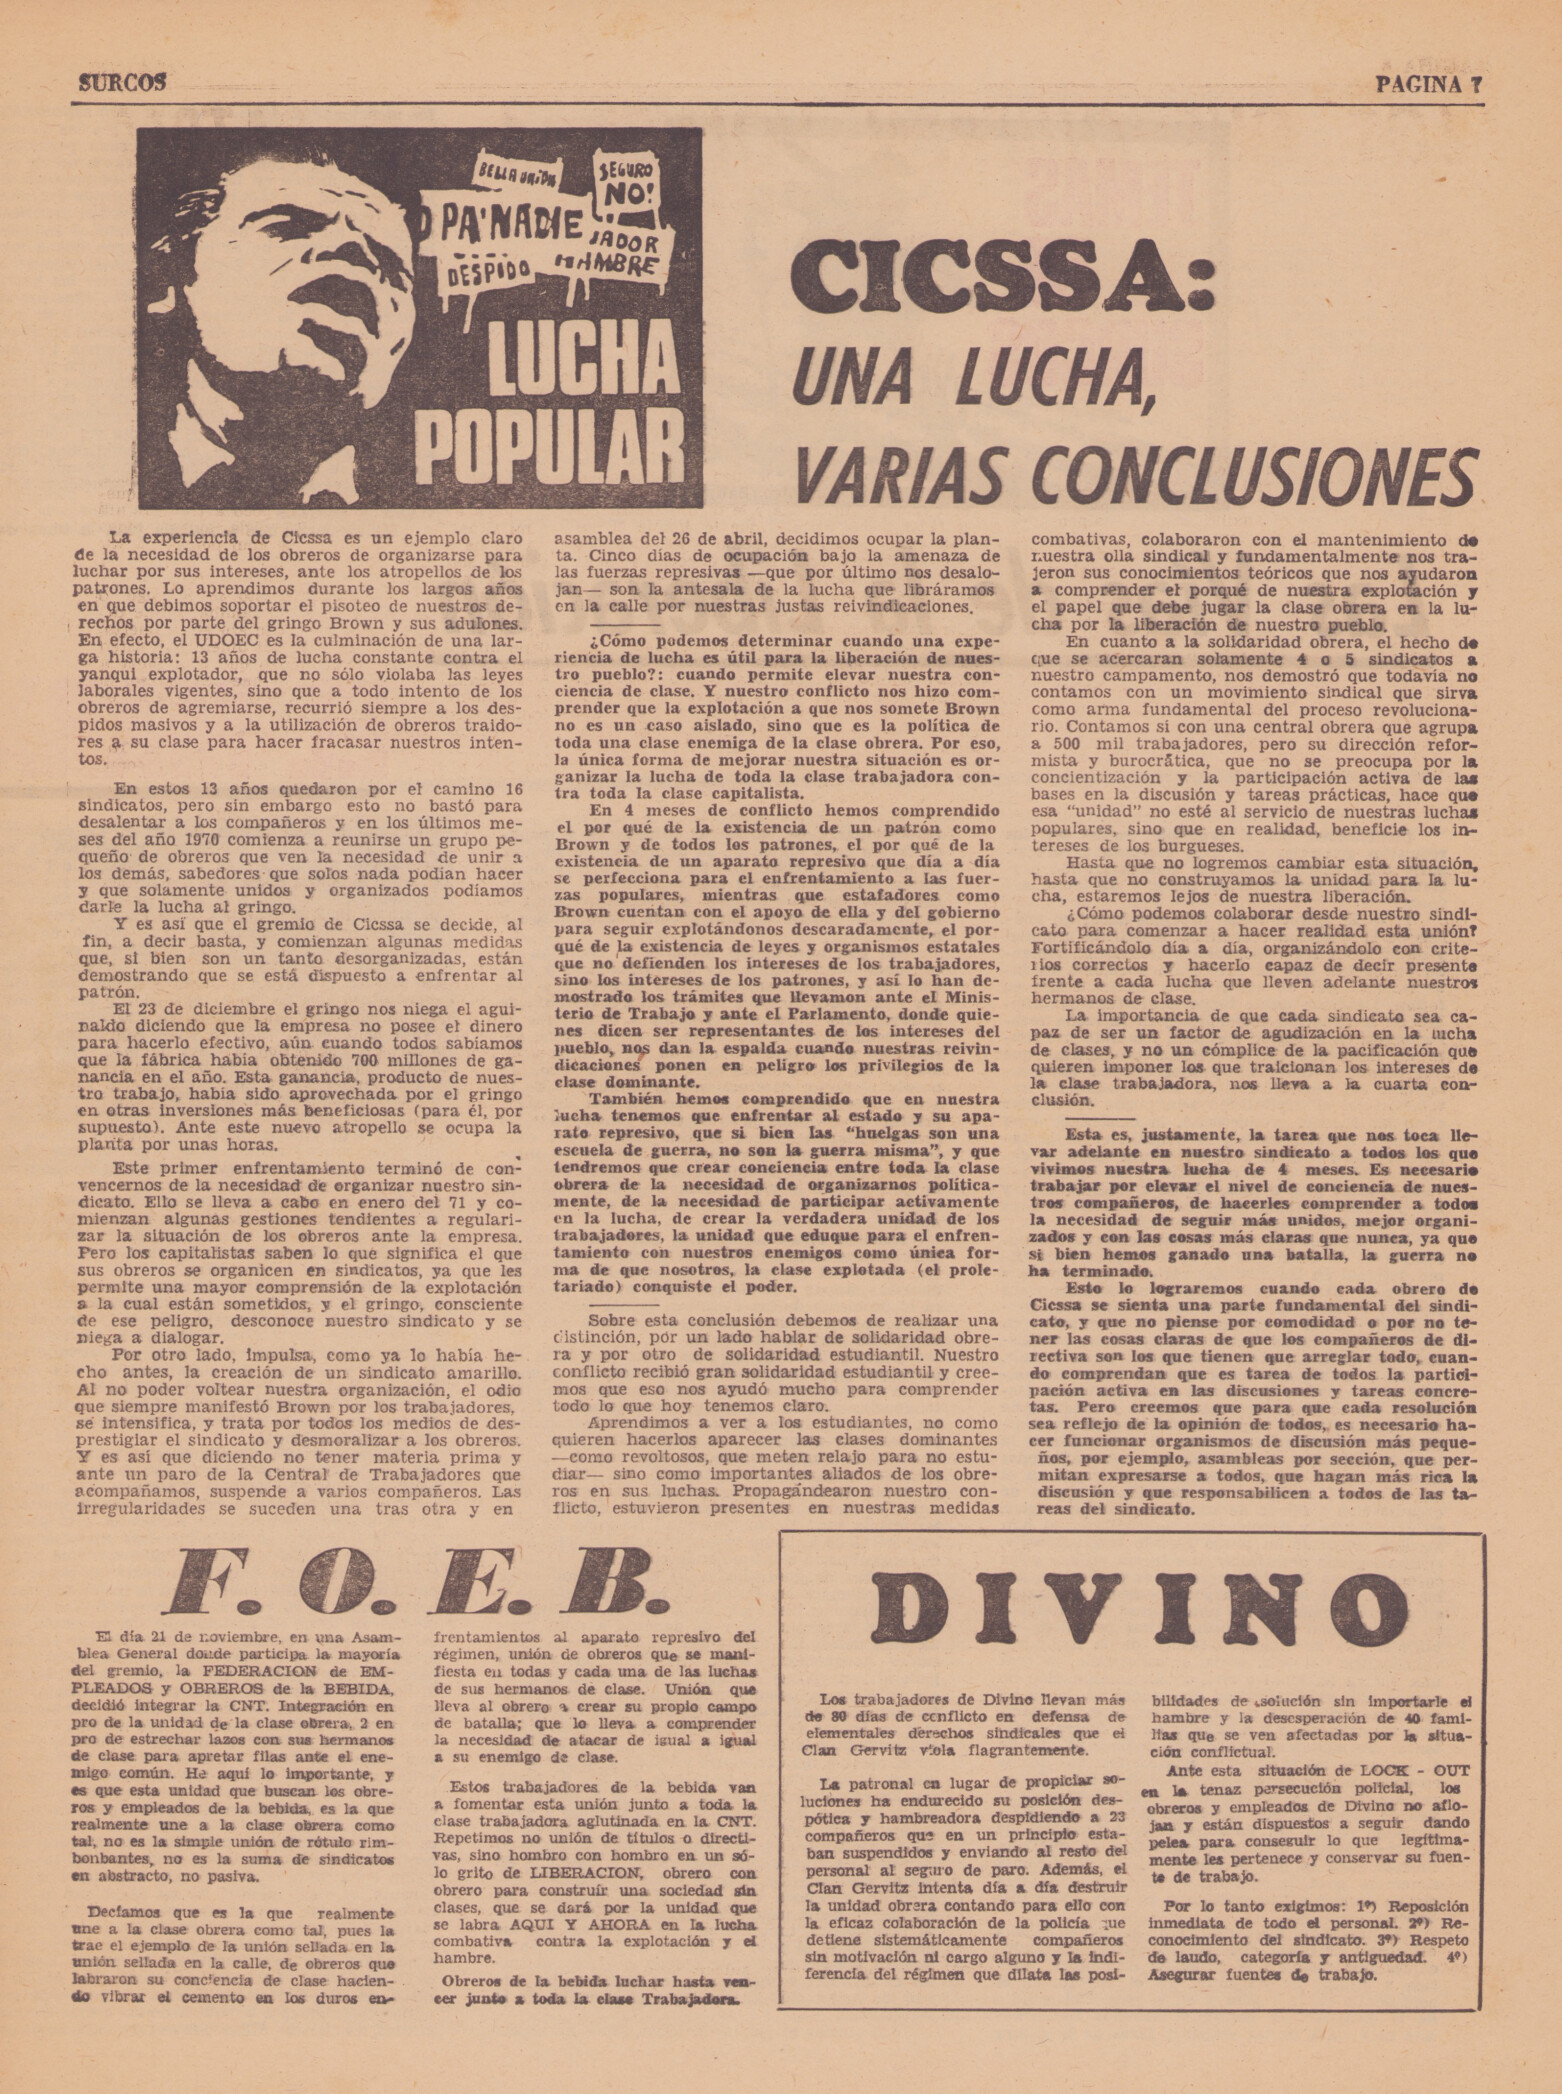 SURCOS
PAGINA 7
BELLA UNION
SEGURO
NO!
PA'NADIE
JADOR
DESPIDO
HAMBRE
LUCHA
POPULAR
CICSSA:
UNA LUCHA,
VARIAS CONCLUSIONES
La experiencia de Cicssa es un ejemplo claro
de la necesidad de los obreros de organizarse para
luchar por sus intereses, ante los atropellos de los
patrones. Lo aprendimos durante los largos años
en que debimos soportar el pisoteo de nuestros de-
rechos por parte del gringo Brown y sus adulones.
En efecto, el UDOEC es la culminación de una lar-
ga historia: 13 años de lucha constante contra el
yanqui explotador, que no sólo violaba las leyes
laborales vigentes, sino que a todo intento de los
obreros de agremiarse, recurrió siempre a los des-
pidos masivos y a la utilización de obreros traido-
res a su clase para hacer fracasar nuestros inten-
tos.
En estos 13 años quedaron por el camino 16
sindicatos, pero sin embargo esto no bastó para
desalentar a los compañeros y en los últimos me-
ses del año 1970 comienza a reunirse un grupo pe-
queño de obreros que ven la necesidad de unir a
los demás, sabedores que solos nada podían hacer
y que solamente unidos y organizados podíamos
darle la lucha al gringo.
Y es así que el gremio de Cicssa se decide, al
fin, a decir basta, y comienzan algunas medidas
que, si bien son un tanto desorganizadas, están
demostrando que se está dispuesto a enfrentar al
patrón.
El 23 de diciembre el gringo nos niega el agui-
naldo diciendo que la empresa no posee el dinero
para hacerlo efectivo, aún cuando todos sabíamos
que la fábrica había obtenido 700 millones de ga-
nancia en el año. Esta ganancia, producto de nues-
tro trabajo, había sido aprovechada por el gringo
en otras inversiones más beneficiosas (para él, por
supuesto). Ante este nuevo atropello se ocupa la
planta por unas horas.
Este primer enfrentamiento terminó de con-
vencernos de la necesidad de organizar nuestro sin-
dicato. Ello se lleva a cabo en enero del 71 y co-
mienzan algunas gestiones tendientes a regulari-
zar la situación de los obreros ante la empresa.
Pero los capitalistas saben lo que significa el que
sus obreros se organicen en sindicatos, ya que les
permite una mayor comprensión de la explotación
a la cual están sometidos, y el gringo, consciente
de ese peligro, desconoce nuestro sindicato y se
niega a dialogar.
Por otro lado, impulsa, como ya lo había he-
cho antes, la creación de un sindicato amarillo.
Al no poder voltear nuestra organización, el odio
que siempre manifestó Brown por los trabajadores,
se intensifica, y trata por todos los medios de des-
prestigiar el sindicato y desmoralizar a los obreros.
Y es así que diciendo no tener materia prima y
ante un paro de la Central de Trabajadores que
acompañamos, suspende a varios compañeros. Las
irregularidades se suceden una tras otra y en
asamblea del 26 de abril, decidimos ocupar la plan-
ta. Cinco días de ocupación bajo la amenaza de
las fuerzas represivas —que por último nos desalo-
jan— son la antesala de la lucha que libráramos
en la calle por nuestras justas reivindicaciones.
¿Cómo podemos determinar cuando una expe-
riencia de lucha es útil para la liberación de nues-
tro pueblo?: cuando permite elevar nuestra con-
ciencia de clase. Y nuestro conflicto nos hizo com-
prender que la explotación a que nos somete Brown
no es un caso aislado, sino que es la política de
toda una clase enemiga de la clase obrera. Por eso,
la única forma de mejorar nuestra situación es or-
ganizar la lucha de toda la clase trabajadora con-
tra toda la clase capitalista.
En 4 meses de conflicto hemos comprendido
el por qué de la existencia de un patrón como
Brown y de todos los patrones, el por qué de la
existencia de un aparato represivo que día a día
se perfecciona para el enfrentamiento a las fuer-
zas populares, mientras que estafadores como
Brown cuentan con el apoyo de ella y del gobierno
para seguir explotándonos descaradamente, el por-
qué de la existencia de leyes y organismos estatales
que no defienden los intereses de los trabajadores,
sino los intereses de los patrones, y así lo han de-
mostrado los trámites que llevamon ante el Minis-
terio de Trabajo y ante el Parlamento, donde quie-
nes dicen ser representantes de los intereses del
pueblo, nos dan la espalda cuando nuestras reivin-
dicaciones ponen en peligro los privilegios de la
clase dominante.
También hemos comprendido que en nuestra
lucha tenemos que enfrentar al estado y su apa-
rato represivo, que si bien las "huelgas son una
escuela de guerra, no son la guerra misma", y que
tendremos que crear conciencia entre toda la clase
obrera de la necesidad de organizarnos política-
mente, de la necesidad de participar activamente
en la lucha, de crear la verdadera unidad de los
trabajadores, la unidad que eduque para el enfren-
tamiento con nuestros enemigos como única for-
ma de que nosotros, la clase explotada (el prole-
tariado) conquiste el poder.
Sobre esta conclusión debemos de realizar una
distinción, por un lado hablar de solidaridad obre-
ra y por otro de solidaridad estudiantil. Nuestro
conflicto recibió gran solidaridad estudiantil y cree-
mos que eso nos ayudó mucho para comprender
todo lo que hoy tenemos claro.
Aprendimos a ver a los estudiantes, no como
quieren hacerlos aparecer las clases dominantes
—como revoltosos, que meten relajo para no estu-
diar— sino como importantes aliados de los obre-
ros en sus luchas. Propagandearon nuestro con-
flicto, estuvieron presentes en nuestras medidas
combativas, colaboraron con el mantenimiento de
nuestra olla sindical y fundamentalmente nos tra-
jeron sus conocimientos teóricos que nos ayudaron
a comprender el porqué de nuestra explotación y
el papel que debe jugar la clase obrera en la lu-
cha por la liberación de nuestro pueblo.
En cuanto a la solidaridad obrera, el hecho de
que se acercaran solamente 4 o 5 sindicatos a
nuestro campamento, nos demostró que todavía no
contamos con un movimiento sindical que sirva
como arma fundamental del proceso revoluciona-
rio. Contamos sí con una central obrera que agrupa
a 500 mil trabajadores, pero su dirección refor-
mista y burocrática, que no se preocupa por la
concientización y la participación activa de las
bases en la discusión y tareas prácticas, hace que
esa "unidad" no esté al servicio de nuestras luchas
populares, sino que en realidad, beneficie los in-
tereses de los burgueses.
Hasta que no logremos cambiar esta situación,
hasta que no construyamos la unidad para la lu-
cha, estaremos lejos de nuestra liberación.
¿Cómo podemos colaborar desde nuestro sindi-
cato para comenzar a hacer realidad esta unión?
Fortificándolo día a día, organizándolo con crite-
rios correctos y hacerlo capaz de decir presente
frente a cada lucha que lleven adelante nuestros
hermanos de clase.
La importancia de que cada sindicato sea ca-
paz de ser un factor de agudización en la lucha
de clases, y no un cómplice de la pacificación que
quieren imponer los que traicionan los intereses de
la clase trabajadora, nos lleva a la cuarta con-
clusión.
Esta es, justamente, la tarea que nos toca lle-
var adelante en nuestro sindicato a todos los que
vivimos nuestra lucha de 4 meses. Es necesario
trabajar por elevar el nivel de conciencia de nues-
tros compañeros, de hacerles comprender a todos
la necesidad de seguir más unidos, mejor organi-
zados y con las cosas más claras que nunca, ya que
si bien hemos ganado una batalla, la guerra no
ha terminado.
Esto lo lograremos cuando cada obrero de
Cicssa se sienta una parte fundamental del sindi-
cato, y que no piense por comodidad o por no te-
ner las cosas claras de que los compañeros de di-
rectiva son los que tienen que arreglar todo, cuan-
do comprendan que es tarea de todos la partici-
pación activa en las discusiones y tareas concre-
tas. Pero creemos que para que cada resolución
sea reflejo de la opinión de todos, es necesario ha-
cer funcionar organismos de discusión más peque-
ños, por ejemplo, asambleas por sección, que per-
mitan expresarse a todos, que hagan más rica la
discusión y que responsabilicen a todos de las ta-
reas del sindicato.
F. O. E. B.
El día 21 de noviembre, en una Asam-
blea General donde participa la mayoría
del gremio, la FEDERACION de EM-
PLEADOS y OBREROS de la BEBIDA,
decidió integrar la CNT. Integración en
pro de la unidad de la clase obrera, 2 en
pro de estrechar lazos con sus hermanos
de clase para apretar filas ante el ene-
migo común. He aquí lo importante, y
es que esta unidad que buscan los obre-
ros y empleados de la bebida, es la que
realmente une a la clase obrera como
tal, no es la simple unión de rótulo rim-
bonbantes, no es la suma de sindicatos
en abstracto, no pasiva.
Decíamos que es la que realmente
une a la clase obrera como tal, pues la
trae el ejemplo de la unión sellada en la
unión sellada en la calle, de obreros que
labraron su conciencia de clase hacien-
do vibrar el cemento en los duros en-
frentamientos al aparato represivo del
régimen, unión de obreros que se mani-
fiesta en todas y cada una de las luchas
de sus hermanos de clase. Unión que
lleva al obrero a crear su propio campo
de batalla; que lo lleva a comprender
la necesidad de atacar de igual a igual
a su enemigo de clase.
Estos trabajadores de la bebida van
a fomentar esta unión junto a toda la
clase trabajadora aglutinada en la CNT.
Repetimos no unión de títulos o directi-
vas, sino hombro con hombro en un só-
lo grito de LIBERACION, obrero con
obrero para construír una sociedad sin
clases, que se dará por la unidad que
se labra AQUI Y AHORA en la lucha
combativa contra la explotación y el
hambre.
Obreros de la bebida luchar hasta ven-
cer junto a toda la clase Trabajadora.
DIVINO
Los trabajadores de Divino llevan más
de 80 días de conflicto en defensa de
elementales derechos sindicales que el
Clan Gervitz viola flagrantemente.
La patronal en lugar de propiciar so-
luciones ha endurecido su posición des-
pótica y hambreadora despidiendo a 23
compañeros que en un principio esta-
ban suspendidos y enviando al resto del
personal al seguro de paro. Además, el
Clan Gervitz intenta día a día destruir
la unidad obrera contando para ello con
la eficaz colaboración de la policía que
detiene sistemáticamente compañeros
sin motivación ni cargo alguno y la indi-
ferencia del régimen que dilata las posi-
bilidades de solución sin importarle el
hambre y la desesperación de 40 fami-
lias que se ven afectadas por la situa-
ción conflictual.
Ante esta situación de LOCK - OUT
en la tenaz persecución policial, los
obreros y empleados de Divino no aflo-
jan y están dispuestos a seguir dando
pelea para conseguir lo que legítima-
mente les pertenece y conservar su fuen-
te de trabajo.
Por lo tanto exigimos: 1º) Reposición
inmediata de todo el personal. 2º) Re-
conocimiento del sindicato. 3º) Respeto
de laudo, categoría y antiguedad. 4º)
Asegurar fuentes de trabajo.